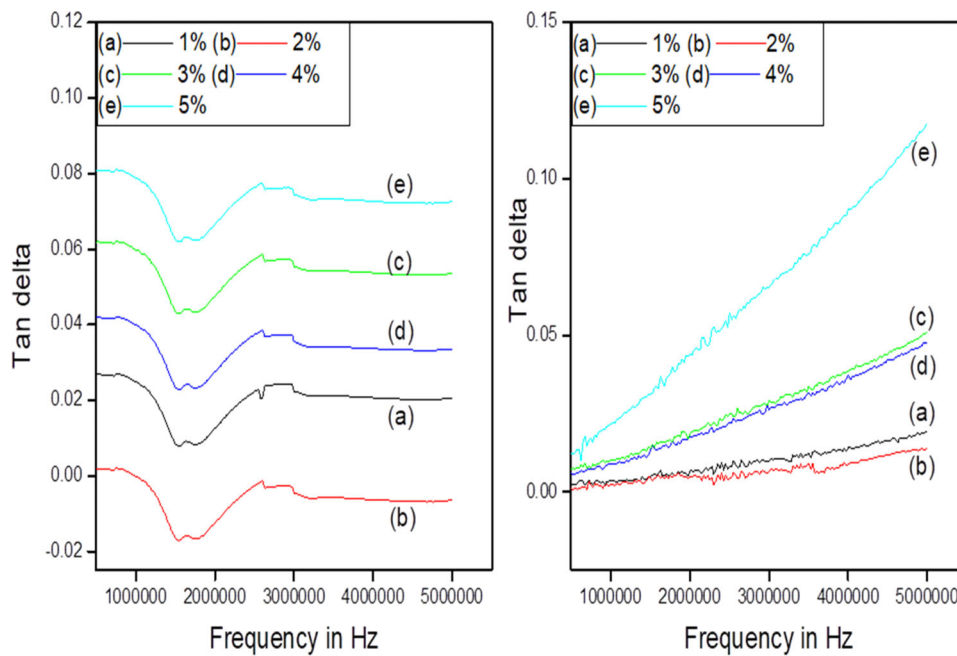 0.12
0.10
0.08
0.06
0.04
0.02
0.00
-0.02
Tan delta
(a) 1% (b) 2%
(c) 3% (d) 4%
(e) 5%
(e)
(c)
(d)
(a)
(b)
1000000 2000000 3000000 4000000 5000000
Frequency in Hz
0.15
0.10
0.05
0.00
Tan delta
(a) 1% (b) 2%
(c) 3% (d) 4%
(e) 5%
(e)
(c)
(d)
(a)
(b)
1000000 2000000 3000000 4000000 5000000
Frequency in Hz